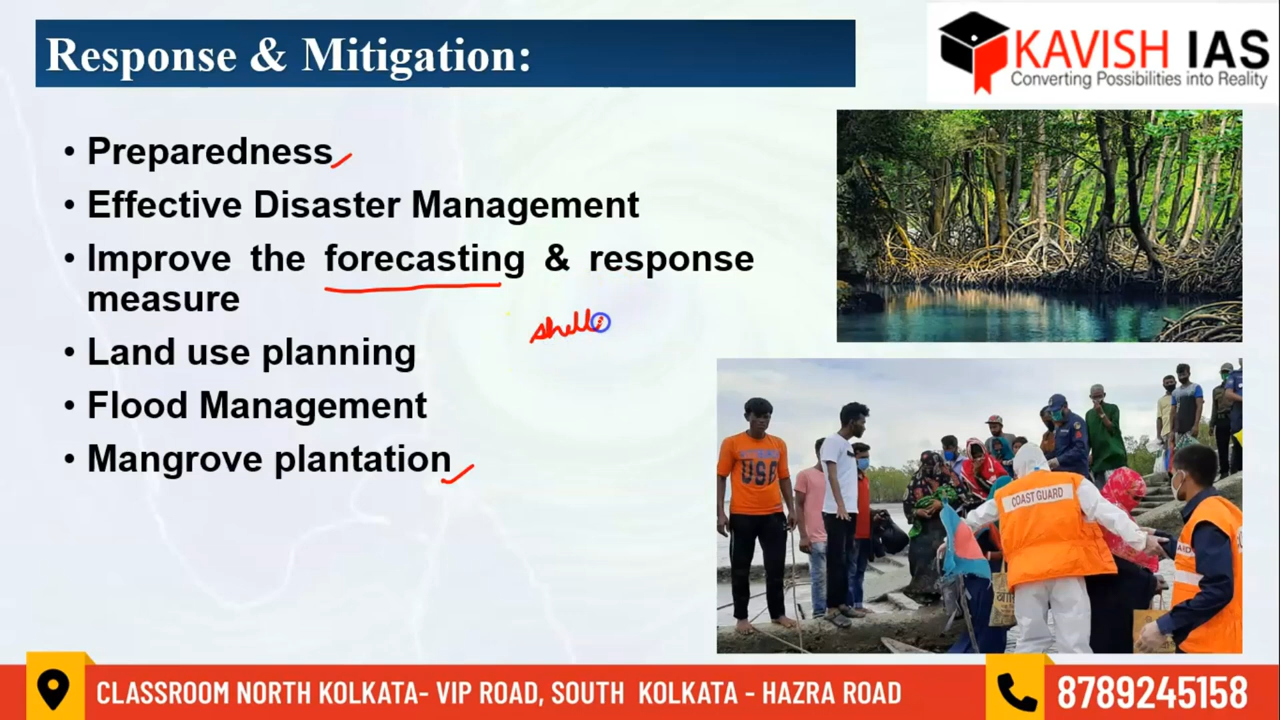 Response & Mitigation:
KAVISH IAS
Converting Possibilities into Reality
• Preparedness
• Effective Disaster Management
• Improve the forecasting & response
measure
• Land use planning
• Flood Management
• Mangrove plantation
USA
COAST GUARD
CLASSROOM NORTH KOLKATA- VIP ROAD, SOUTH KOLKATA - HAZRA ROAD
8789245158